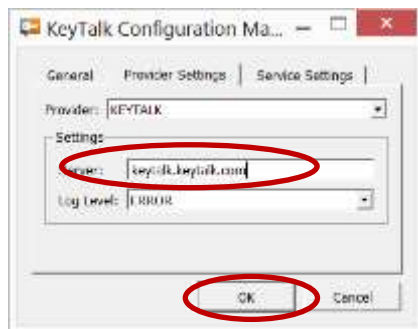 KeyTalk Configuration Ma...
General Provider Settings Service Settings
Provider: KEYTALK
Settings
Server: keytalk.keytalk.com
Log Level: ERROR
OK Cancel